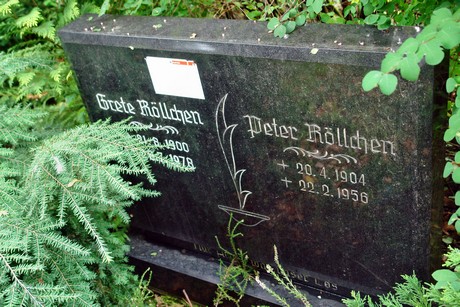 Grete Röllchen
8.1900
1978
Peter Röllchen
+ 20.4.1904
+ 22.2.1956